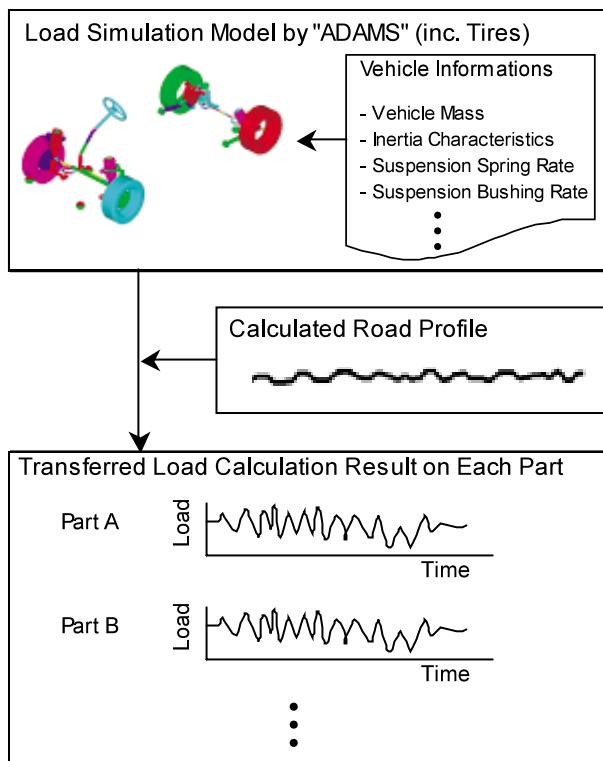 Load Simulation Model by "ADAMS" (inc. Tires)
Vehicle Informations
- Vehicle Mass
- Inertia Characteristics
- Suspension Spring Rate
- Suspension Bushing Rate
Calculated Road Profile
Transferred Load Calculation Result on Each Part
Part A
Load
Time
Part B
Load
Time